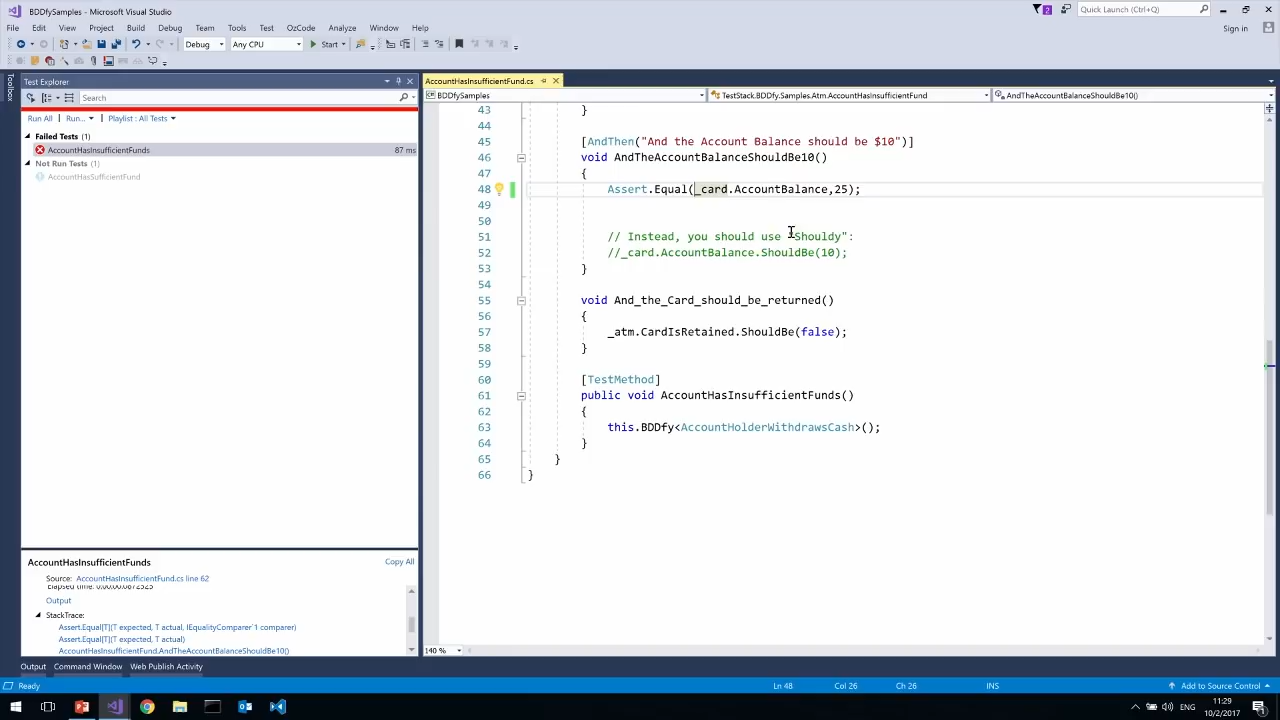 BDDfySamples - Microsoft Visual Studio
Quick Launch (Ctrl+Q)
File Edit View Project Build Debug Team Tools Test OzCode Analyze Window Help
Sign in
Debug Any CPU Start
Toolbox
Test Explorer
Search
Run All Run... Playlist : All Tests
Failed Tests (1)
AccountHasInsufficientFunds 87 ms
Not Run Tests (1)
AccountHasSufficientFund
AccountHasInsufficientFunds
Copy All
Source: AccountHasInsufficientFund.cs line 62
Output
StackTrace:
Assert.Equal[T](T expected, T actual, IEqualityComparer`1 comparer)
Assert.Equal[T](T expected, T actual)
AccountHasInsufficientFund.AndTheAccountBalanceShouldBe10()
AccountHasInsufficientFund.cs
BDDfySamples TestStack.BDDfy.Samples.Atm.AccountHasInsufficientFund AndTheAccountBalanceShouldBe10()
43 }
44
45 [AndThen("And the Account Balance should be $10")]
46 void AndTheAccountBalanceShouldBe10()
47 {
48 Assert.Equal(_card.AccountBalance,25);
49
50
51 // Instead, you should use "Shouldy":
52 //_card.AccountBalance.ShouldBe(10);
53 }
54
55 void And_the_Card_should_be_returned()
56 {
57 _atm.CardIsRetained.ShouldBe(false);
58 }
59
60 [TestMethod]
61 public void AccountHasInsufficientFunds()
62 {
63 this.BDDfy<AccountHolderWithdrawsCash>();
64 }
65 }
66 }
140 %
Output Command Window Web Publish Activity
Ready Ln 48 Col 26 Ch 26 INS Add to Source Control
ENG 11:29
10/2/2017